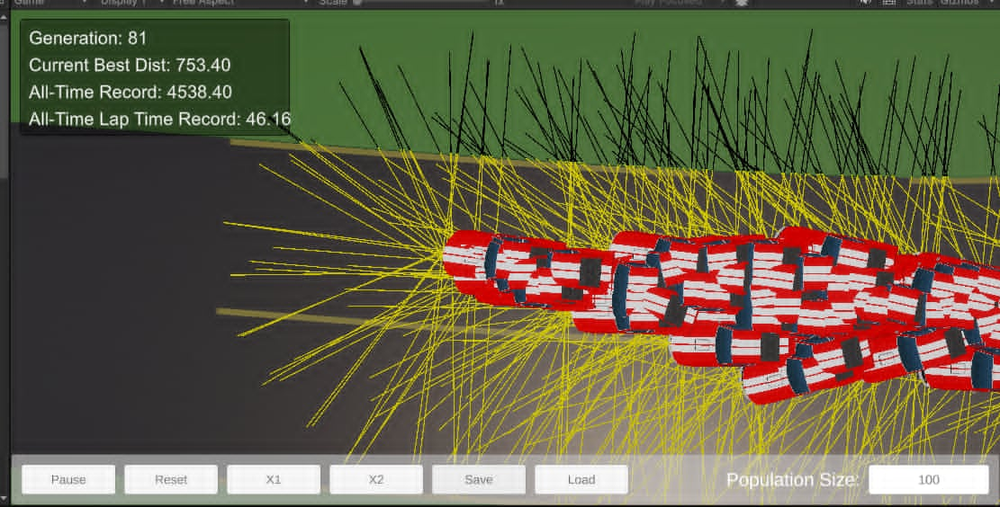 Game Display 1 Free Aspect Scale 1x Play Focused Stats Gizmos
Generation: 81
Current Best Dist: 753.40
All-Time Record: 4538.40
All-Time Lap Time Record: 46.16
Pause Reset X1 X2 Save Load Population Size: 100